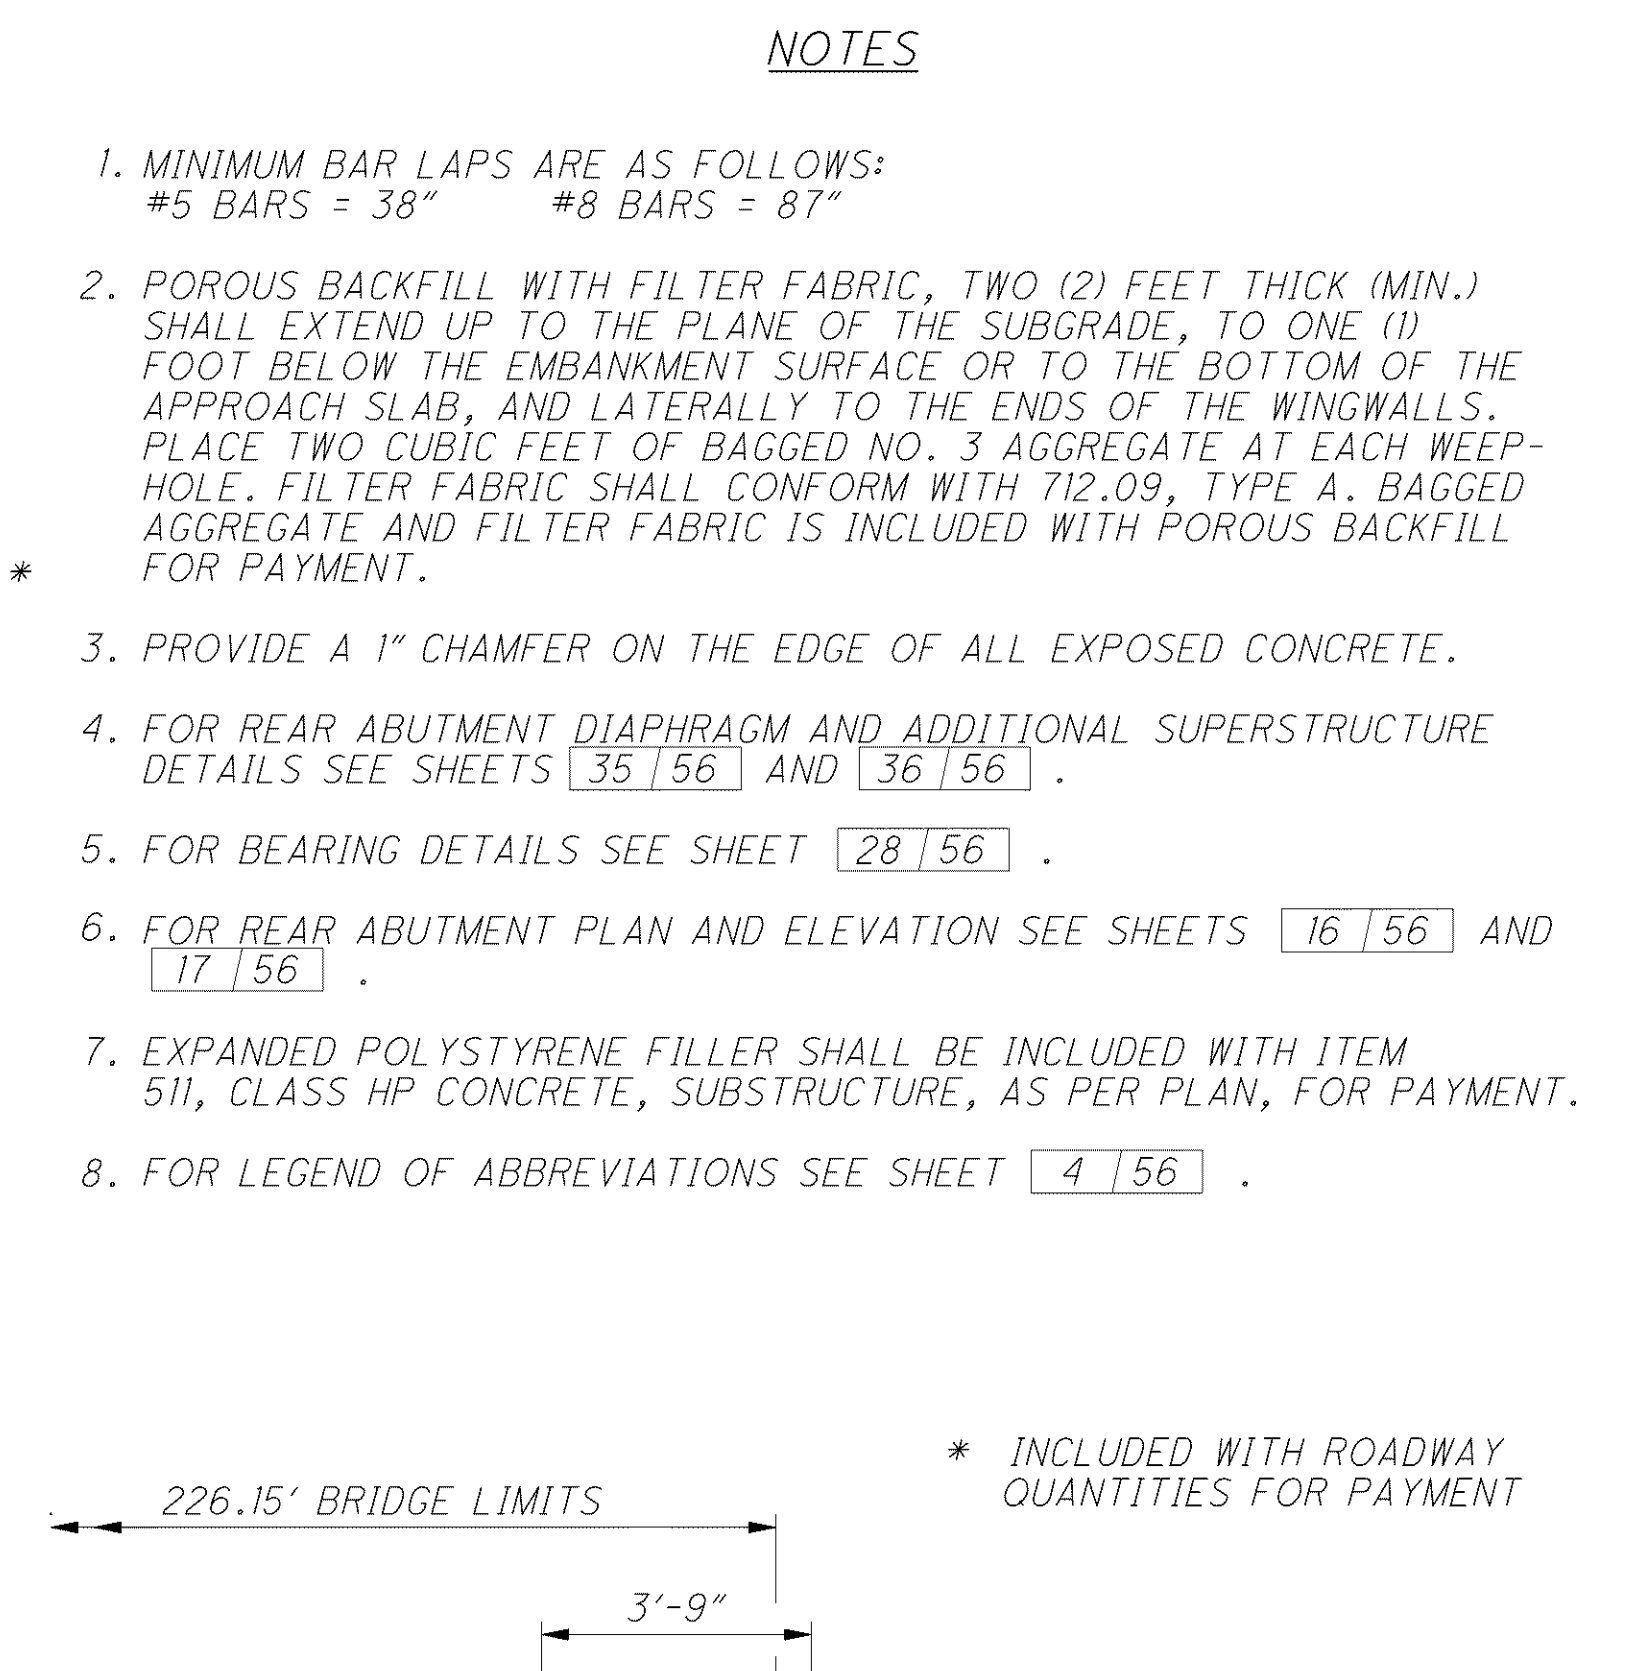 NOTES
1. MINIMUM BAR LAPS ARE AS FOLLOWS:
#5 BARS = 38" #8 BARS = 87"
2. POROUS BACKFILL WITH FILTER FABRIC, TWO (2) FEET THICK (MIN.)
SHALL EXTEND UP TO THE PLANE OF THE SUBGRADE, TO ONE (1)
FOOT BELOW THE EMBANKMENT SURFACE OR TO THE BOTTOM OF THE
APPROACH SLAB, AND LATERALLY TO THE ENDS OF THE WINGWALLS.
PLACE TWO CUBIC FEET OF BAGGED NO. 3 AGGREGATE AT EACH WEEP-
HOLE. FILTER FABRIC SHALL CONFORM WITH 712.09, TYPE A. BAGGED
AGGREGATE AND FILTER FABRIC IS INCLUDED WITH POROUS BACKFILL
* FOR PAYMENT.
3. PROVIDE A 1" CHAMFER ON THE EDGE OF ALL EXPOSED CONCRETE.
4. FOR REAR ABUTMENT DIAPHRAGM AND ADDITIONAL SUPERSTRUCTURE
DETAILS SEE SHEETS 35 / 56 AND 36 / 56 .
5. FOR BEARING DETAILS SEE SHEET 28 / 56 .
6. FOR REAR ABUTMENT PLAN AND ELEVATION SEE SHEETS 16 / 56 AND
17 / 56 .
7. EXPANDED POLYSTYRENE FILLER SHALL BE INCLUDED WITH ITEM
511, CLASS HP CONCRETE, SUBSTRUCTURE, AS PER PLAN, FOR PAYMENT.
8. FOR LEGEND OF ABBREVIATIONS SEE SHEET 4 / 56 .
* INCLUDED WITH ROADWAY
QUANTITIES FOR PAYMENT
226.15' BRIDGE LIMITS
3'-9"